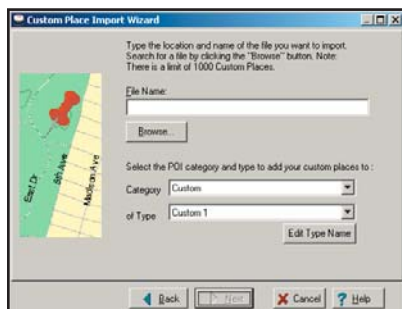 Custom Place Import Wizard
Type the location and name of the file you want to import.
Search for a file by clicking the "Browse" button. Note:
There is a limit of 1000 Custom Places.
File Name:
Browse...
Select the POI category and type to add your custom places to :
Category Custom
of Type Custom 1
Edit Type Name
East Dr
5th Ave
Madison Ave
Back Next Cancel ? Help